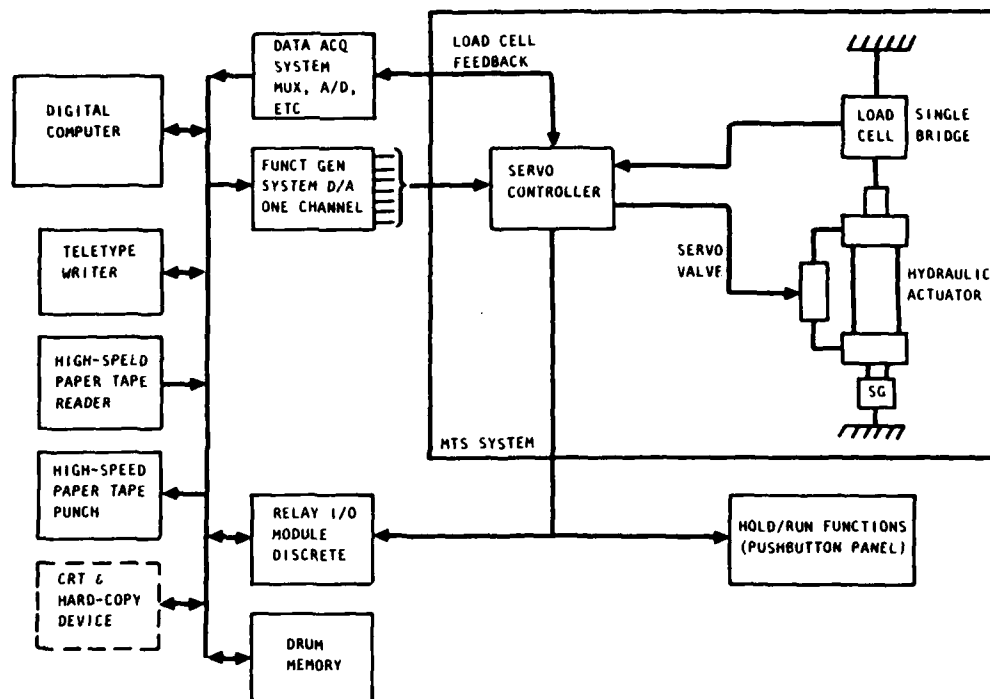 DATA ACQ
SYSTEM
MUX, A/D,
ETC
LOAD CELL
FEEDBACK
DIGITAL
COMPUTER
LOAD
CELL
SINGLE
BRIDGE
FUNCT GEN
SYSTEM D/A
ONE CHANNEL
SERVO
CONTROLLER
TELETYPE
WRITER
SERVO
VALVE
HYDRAULIC
ACTUATOR
HIGH-SPEED
PAPER TAPE
READER
SG
MTS SYSTEM
HIGH-SPEED
PAPER TAPE
PUNCH
RELAY I/O
MODULE
DISCRETE
HOLD/RUN FUNCTIONS
(PUSHBUTTON PANEL)
CRT &
HARD-COPY
DEVICE
DRUM
MEMORY